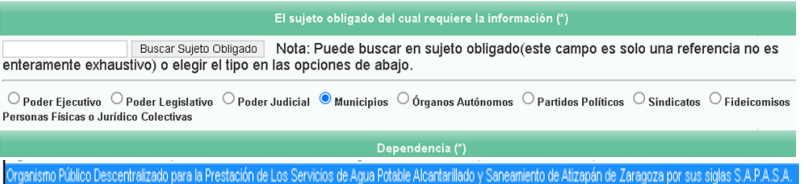 El sujeto obligado del cual requiere la información (*)
Buscar Sujeto Obligado Nota: Puede buscar en sujeto obligado(este campo es solo una referencia no es
enteramente exhaustivo) o elegir el tipo en las opciones de abajo.
Poder Ejecutivo Poder Legislativo Poder Judicial Municipios Órganos Autónomos Partidos Políticos Sindicatos Fideicomisos
Personas Físicas o Jurídico Colectivas
Dependencia (*)
Organismo Público Descentralizado para la Prestación de Los Servicios de Agua Potable Alcantarillado y Saneamiento de Atizapán de Zaragoza por sus siglas S.A.P.A.S.A.